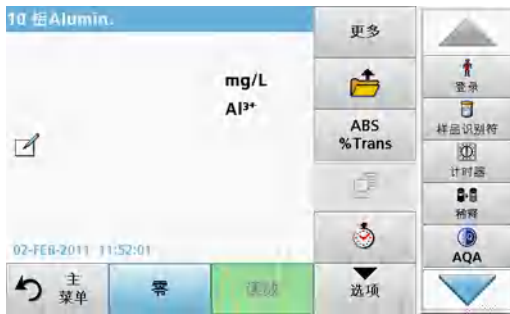 10 铝Alumin.
mg/L
Al³⁺
02-FEB-2011 11:52:01
主
菜单
零
读数
更多
ABS
%Trans
选项
登录
样品识别符
计时器
稀释
AQA